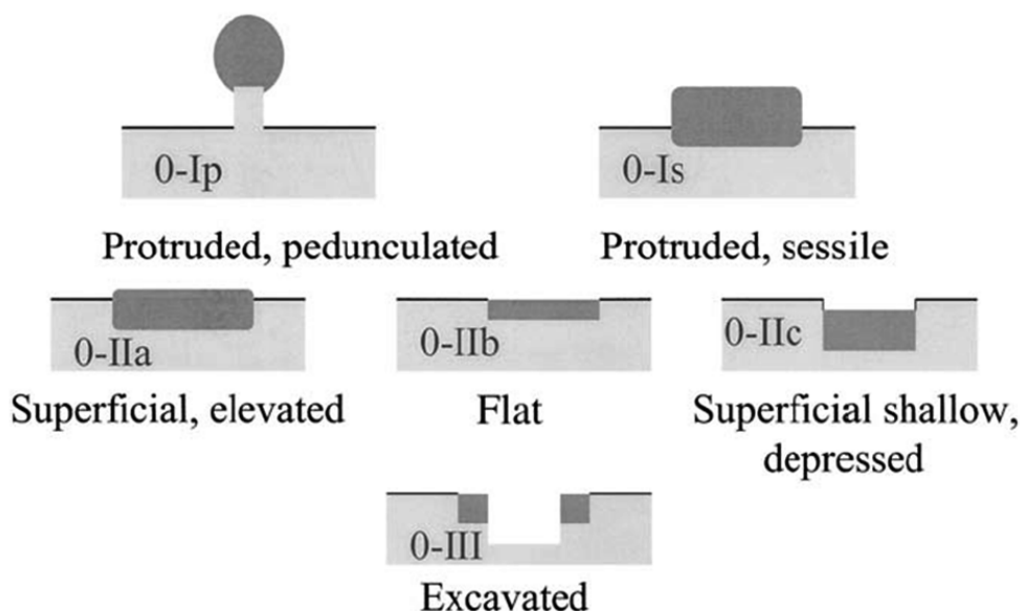 0-Ip
0-Is
Protruded, pedunculated
Protruded, sessile
0-IIa
0-IIb
0-IIc
Superficial, elevated
Flat
Superficial shallow,
depressed
0-III
Excavated